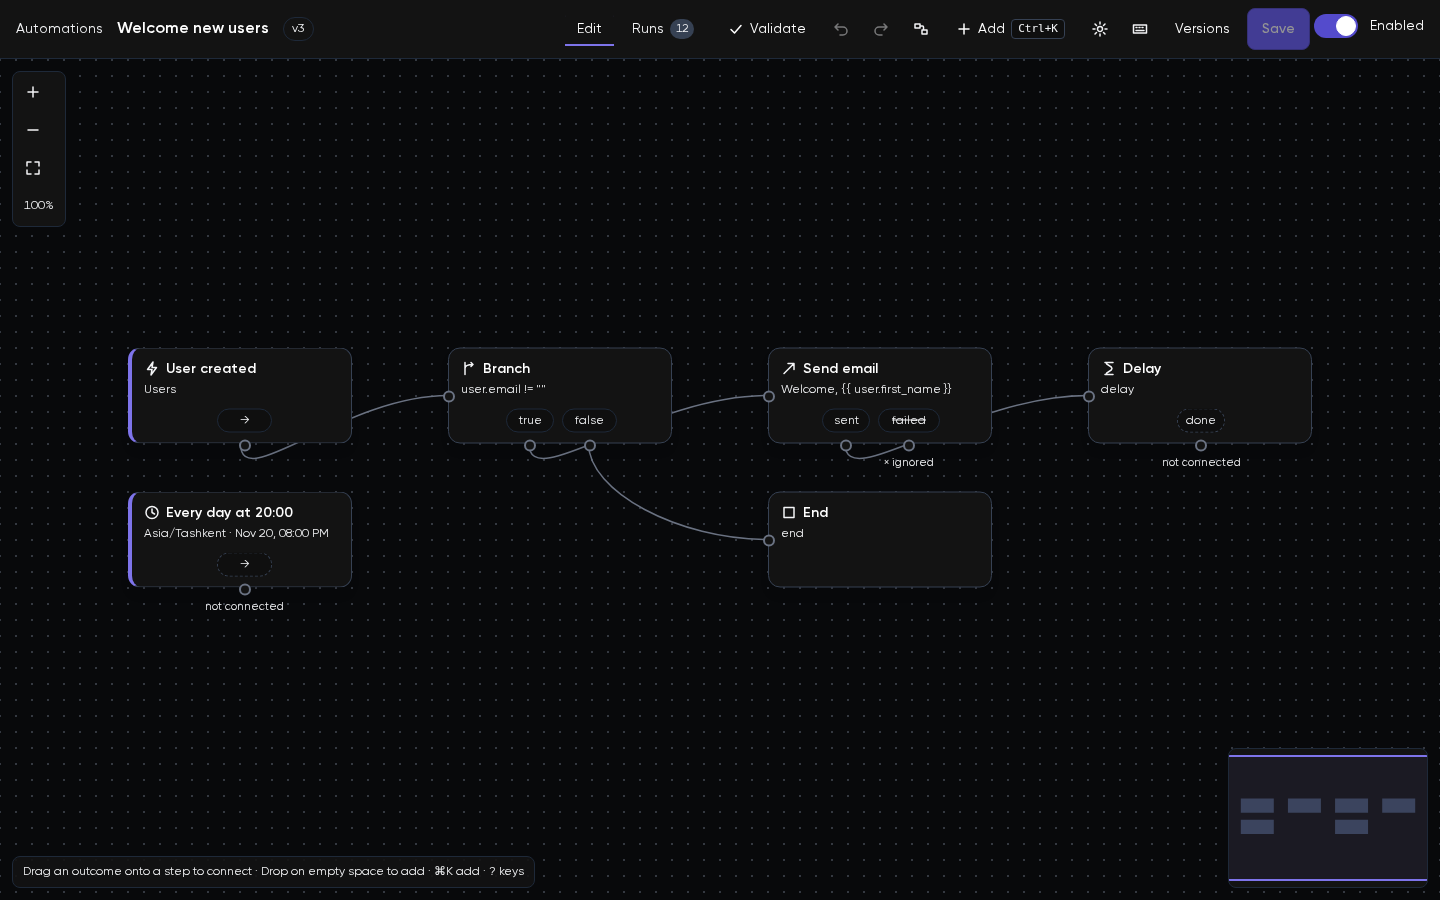 Automations Welcome new users v3 Edit Runs 12 Validate Add Ctrl+K Versions Save Enabled
100%
User created
Users
→
Branch
user.email != ""
true false
Send email
Welcome, {{ user.first_name }}
sent failed
× ignored
Delay
delay
done
not connected
Every day at 20:00
Asia/Tashkent · Nov 20, 08:00 PM
→
not connected
End
end
Drag an outcome onto a step to connect · Drop on empty space to add · ⌘K add · ? keys